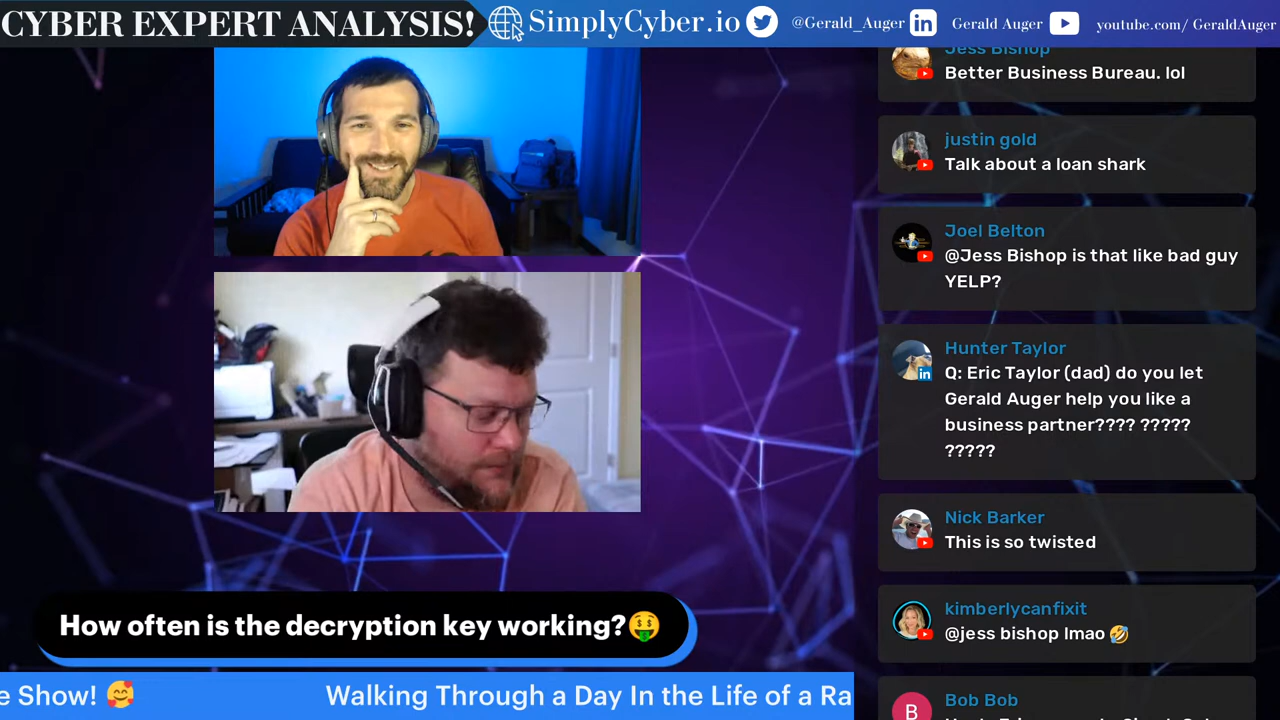 CYBER EXPERT ANALYSIS!
SimplyCyber.io
@Gerald_Auger
Gerald Auger
youtube.com/ GeraldAuger
Jess Bishop
Better Business Bureau. lol
justin gold
Talk about a loan shark
Joel Belton
@Jess Bishop is that like bad guy
YELP?
Hunter Taylor
Q: Eric Taylor (dad) do you let
Gerald Auger help you like a
business partner???? ?????
?????
Nick Barker
This is so twisted
kimberlycanfixit
@jess bishop lmao 🤣
B
Bob Bob
How often is the decryption key working?🤑
e Show! 🥰
Walking Through a Day In the Life of a Ra